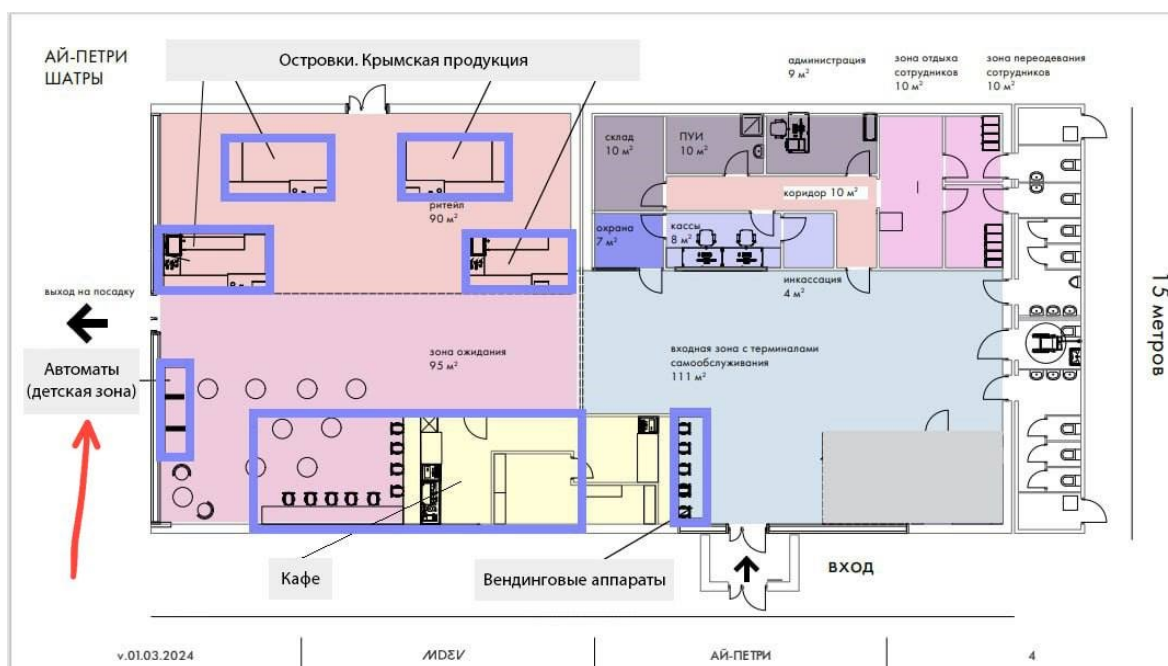 АЙ-ПЕТРИ
ШАТРЫ
Островки. Крымская продукция
администрация
9 м²
зона отдыха
сотрудников
10 м²
зона переодевания
сотрудников
10 м²
склад
10 м²
ПУИ
10 м²
коридор 10 м²
ритейл
90 м²
охрана
7 м²
кассы
8 м²
инкассация
4 м²
выход на посадку
Автоматы
(детская зона)
зона ожидания
95 м²
входная зона с терминалами
самообслуживания
111 м²
15 метров
Кафе
Вендинговые аппараты
ВХОД
v.01.03.2024
MDEV
АЙ-ПЕТРИ
4